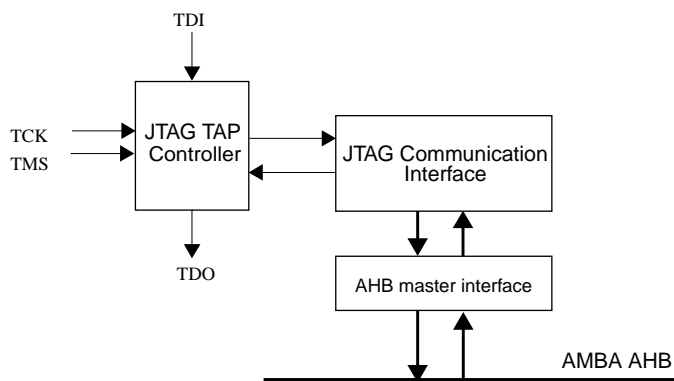 TDI
TCK
TMS
JTAG TAP
Controller
JTAG Communication
Interface
TDO
AHB master interface
AMBA AHB